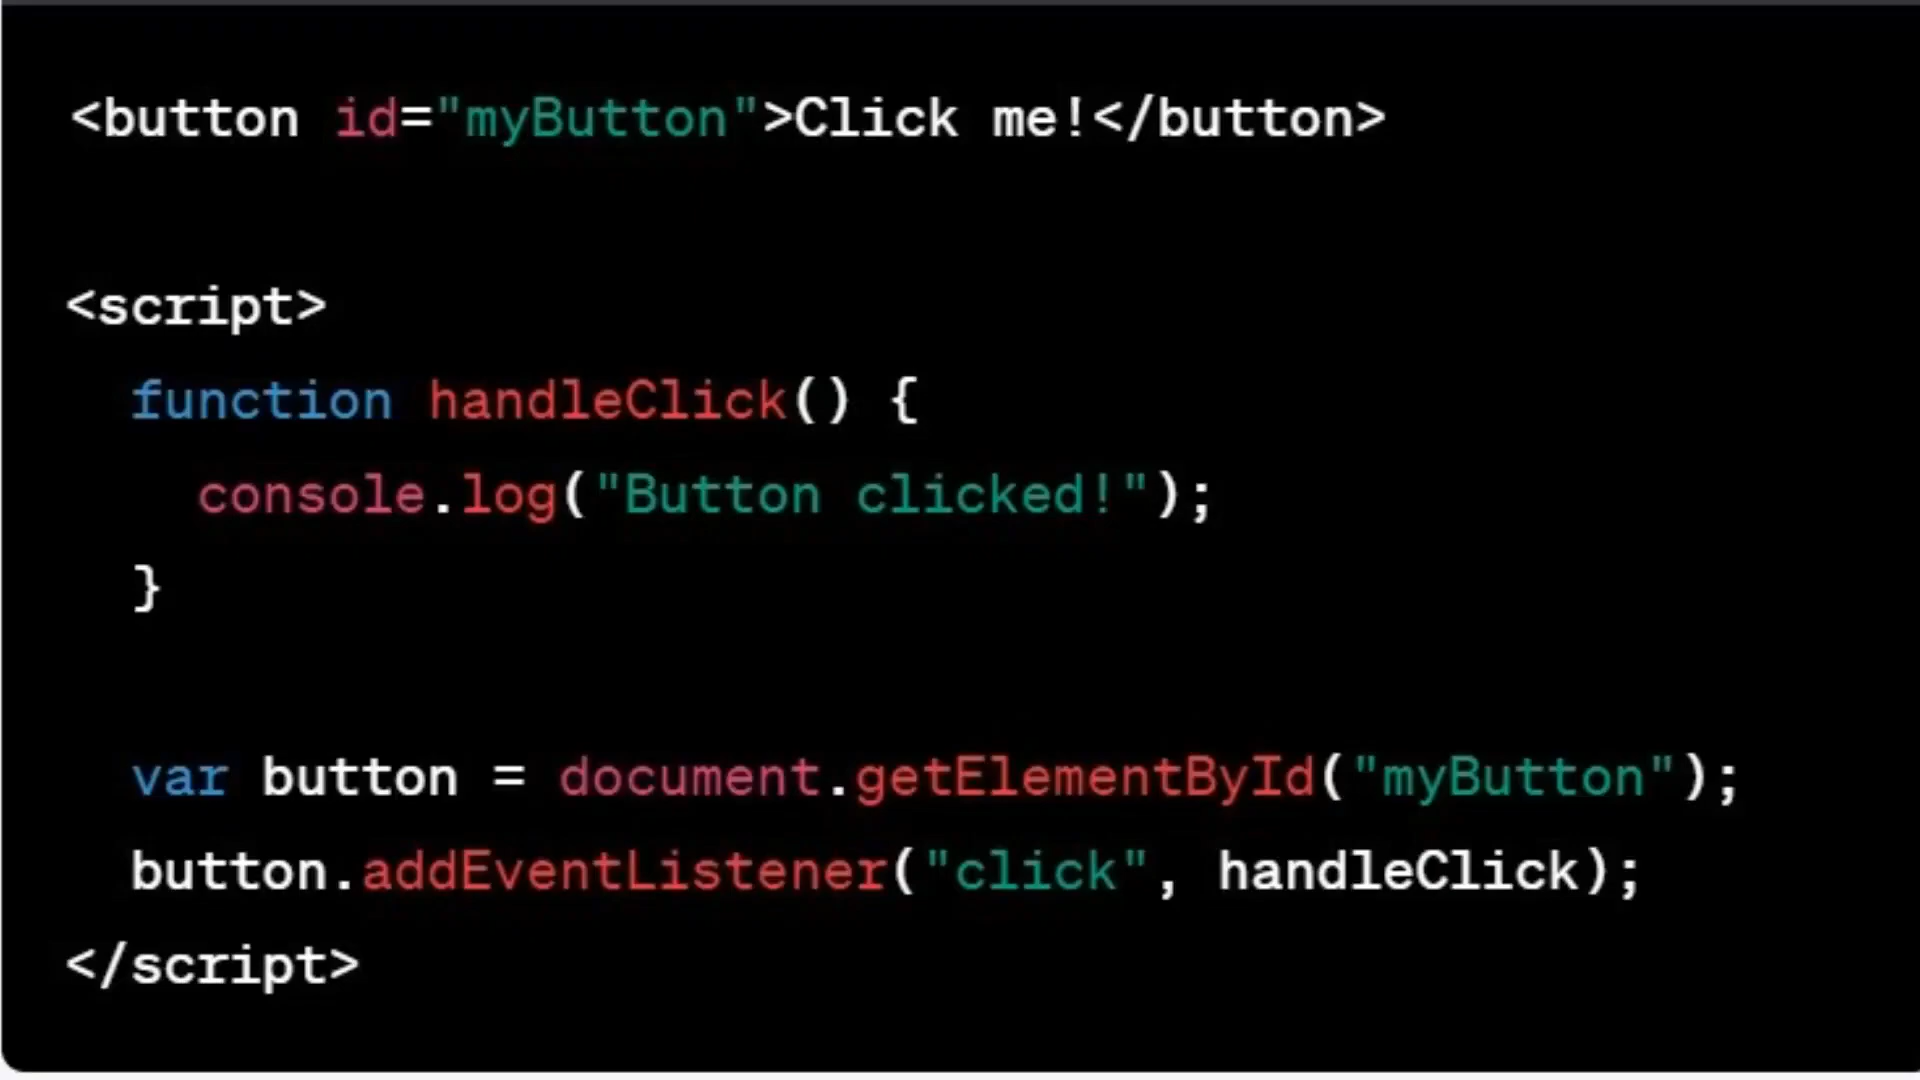 <button id="myButton">Click me!</button>
<script>
function handleClick() {
console.log("Button clicked!");
}
var button = document.getElementById("myButton");
button.addEventListener("click", handleClick);
</script>